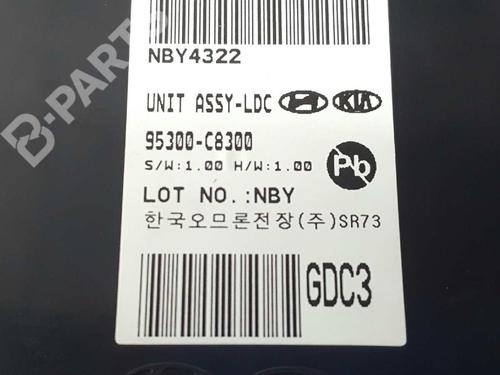 NBY4322
UNIT ASSY-LDC KIA
95300-C8300
S/W:1.00 H/W:1.00
Pb
LOT NO.:NBY
한국오므론전장(주)SR73
GDC3
B-PARTS